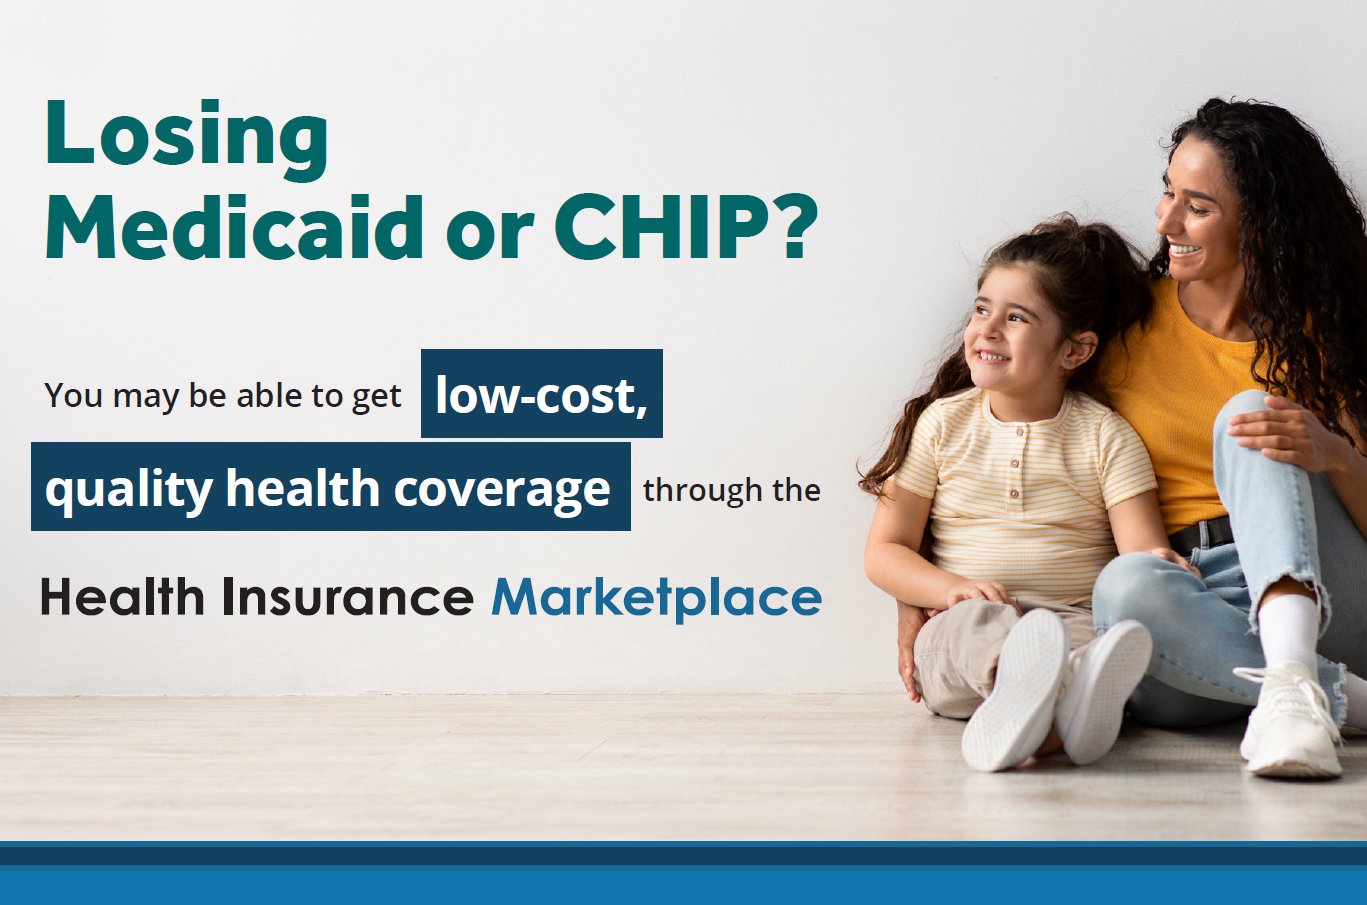 Losing
Medicaid or CHIP?
You may be able to get low-cost,
quality health coverage through the
Health Insurance Marketplace